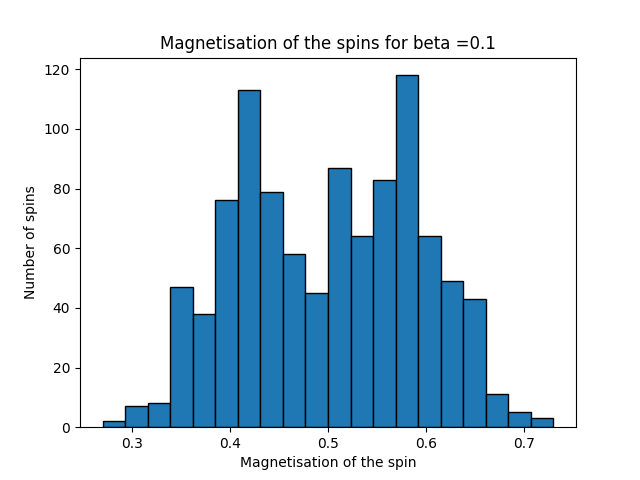 Magnetisation of the spins for beta =0.1
120
100
80
60
40
20
0
Number of spins
0.3 0.4 0.5 0.6 0.7
Magnetisation of the spin